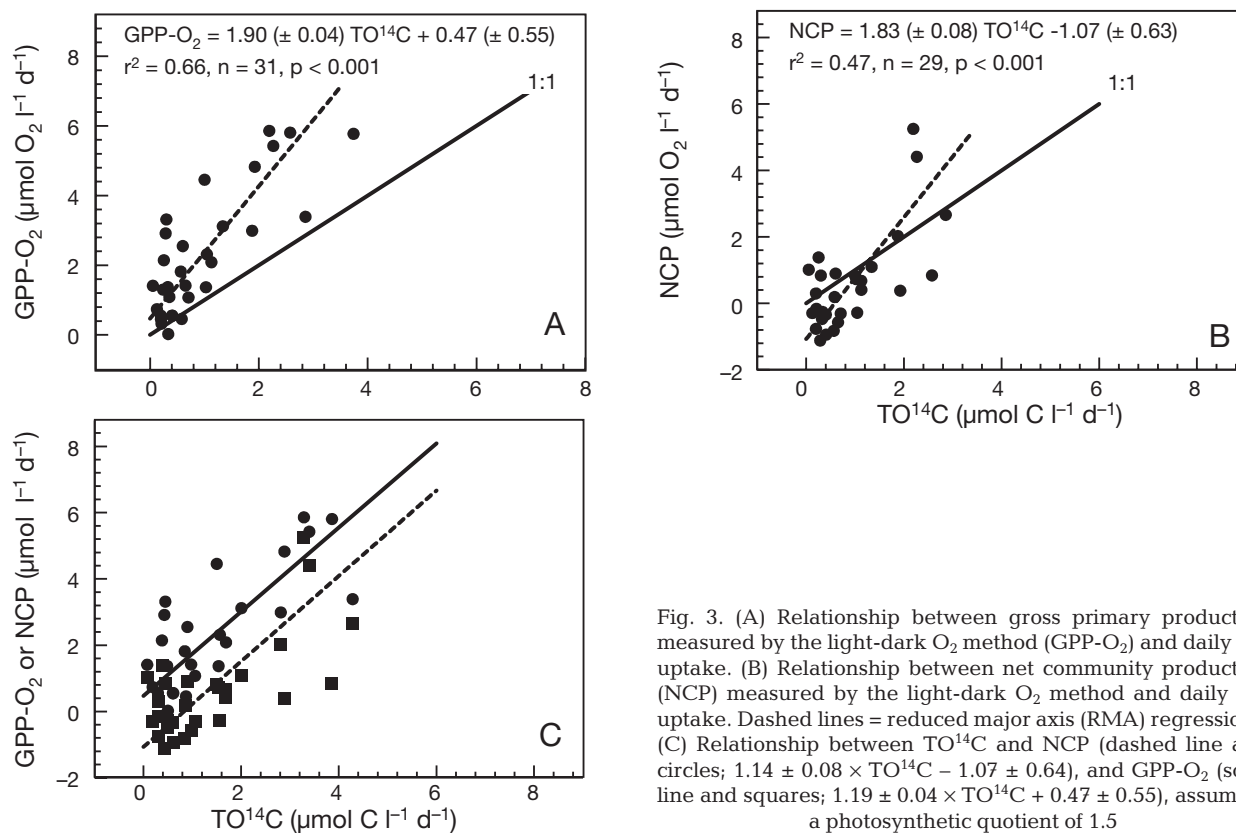 GPP-O₂ = 1.90 (± 0.04) TO¹⁴C + 0.47 (± 0.55)
r² = 0.66, n = 31, p < 0.001
1:1
8
6
4
2
0
GPP-O₂ (µmol O₂ l⁻¹ d⁻¹)
A
0 2 4 6 8
NCP = 1.83 (± 0.08) TO¹⁴C -1.07 (± 0.63)
r² = 0.47, n = 29, p < 0.001
1:1
8
6
4
2
0
−2
NCP (µmol O₂ l⁻¹ d⁻¹)
B
0 2 4 6 8
TO¹⁴C (µmol C l⁻¹ d⁻¹)
8
6
4
2
0
−2
GPP-O₂ or NCP (µmol l⁻¹ d⁻¹)
C
0 2 4 6 8
TO¹⁴C (µmol C l⁻¹ d⁻¹)
Fig. 3. (A) Relationship between gross primary product
measured by the light-dark O₂ method (GPP-O₂) and daily
uptake. (B) Relationship between net community product
(NCP) measured by the light-dark O₂ method and daily
uptake. Dashed lines = reduced major axis (RMA) regressio
(C) Relationship between TO¹⁴C and NCP (dashed line a
circles; 1.14 ± 0.08 × TO¹⁴C – 1.07 ± 0.64), and GPP-O₂ (so
line and squares; 1.19 ± 0.04 × TO¹⁴C + 0.47 ± 0.55), assum
a photosynthetic quotient of 1.5